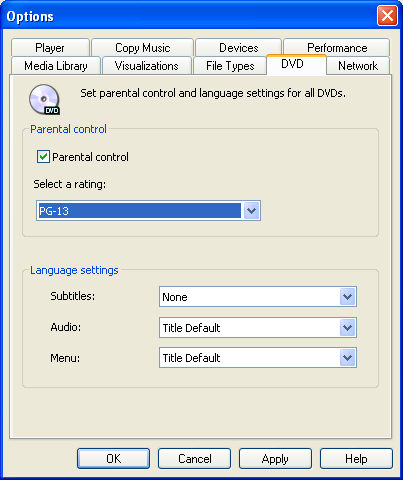 Options
Player Copy Music Devices Performance
Media Library Visualizations File Types DVD Network
DVD
Set parental control and language settings for all DVDs.
Parental control
Parental control
Select a rating:
PG-13
Language settings
Subtitles: None
Audio: Title Default
Menu: Title Default
OK Cancel Apply Help